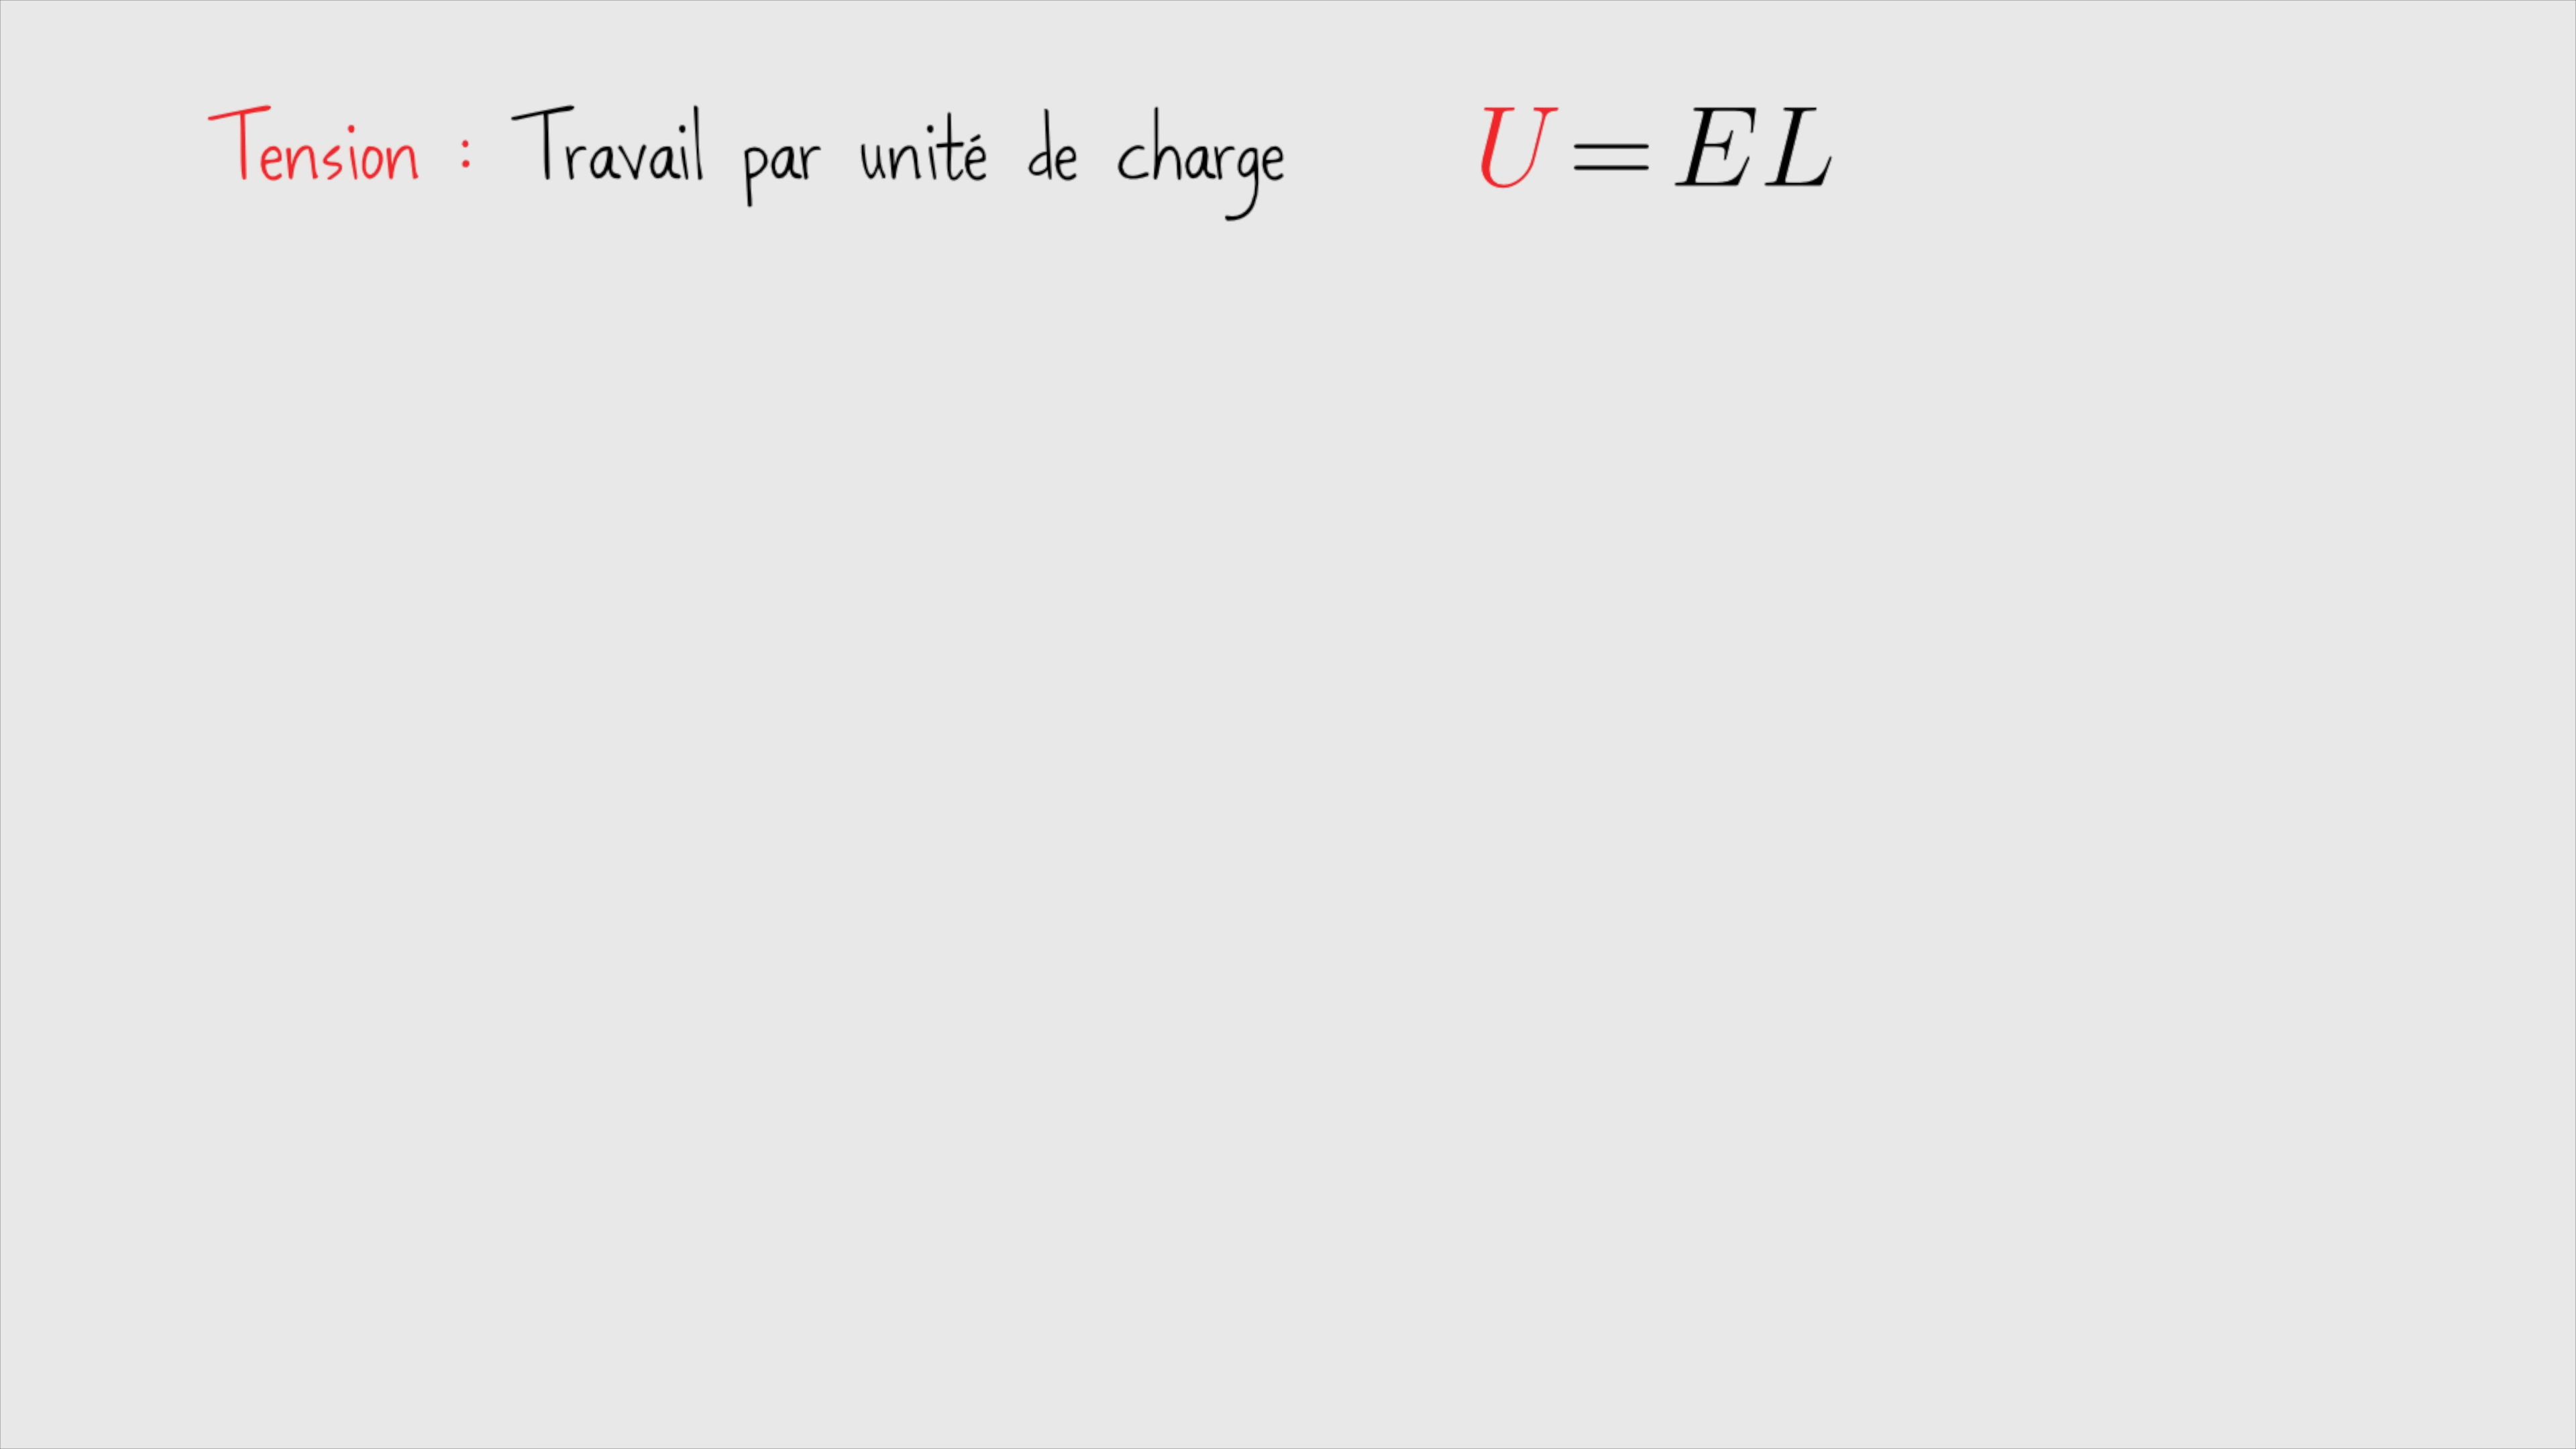 Tension : Travail par unité de charge U = EL